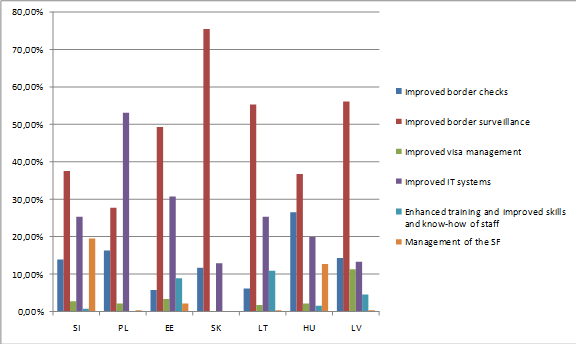 80,00%
70,00%
60,00%
50,00%
40,00%
30,00%
20,00%
10,00%
0,00%
SI PL EE SK LT HU LV
Improved border checks
Improved border surveillance
Improved visa management
Improved IT systems
Enhanced training and improved skills
and know-how of staff
Management of the SF